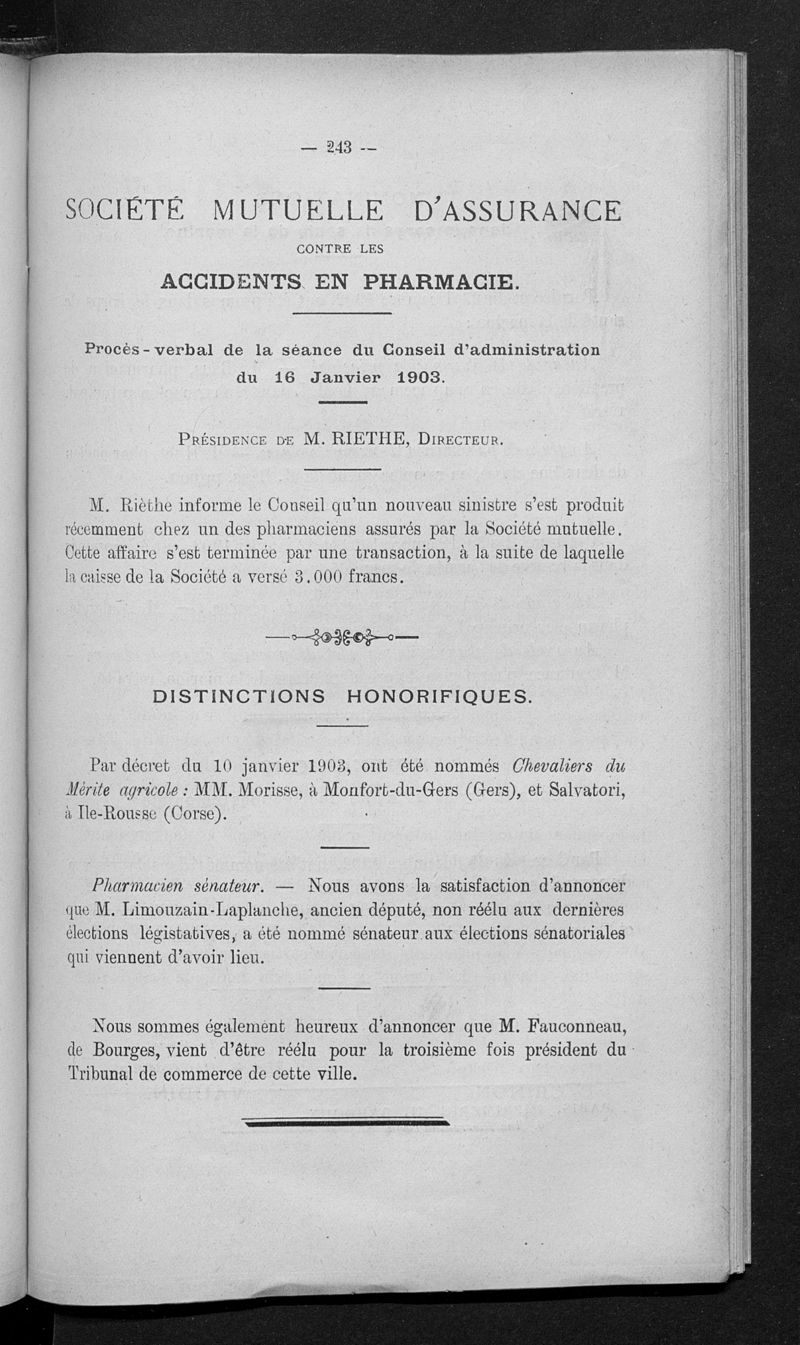 — 243 —
SOCIÉTÉ MUTUELLE D'ASSURANCE
CONTRE LES
ACCIDENTS EN PHARMACIE.
Procès-verbal de la séance du Conseil d'administration
du 16 Janvier 1903.
PRÉSIDENCE DE M. RIETHE, DIRECTEUR.
M. Rièthe informe le Conseil qu'un nouveau sinistre s'est produit
récemment chez un des pharmaciens assurés par la Société mutuelle.
Cette affaire s'est terminée par une transaction, à la suite de laquelle
la caisse de la Société a versé 3.000 francs.
DISTINCTIONS HONORIFIQUES.
Par décret du 10 janvier 1903, ont été nommés Chevaliers du
Mérite agricole : MM. Morisse, à Monfort-du-Gers (Gers), et Salvatori,
à Ile-Rousse (Corse).
Pharmacien sénateur. — Nous avons la satisfaction d'annoncer
que M. Limouzain-Laplanche, ancien député, non réélu aux dernières
élections législatives, a été nommé sénateur aux élections sénatoriales
qui viennent d'avoir lieu.
Nous sommes également heureux d'annoncer que M. Fauconneau,
de Bourges, vient d'être réélu pour la troisième fois président du
Tribunal de commerce de cette ville.